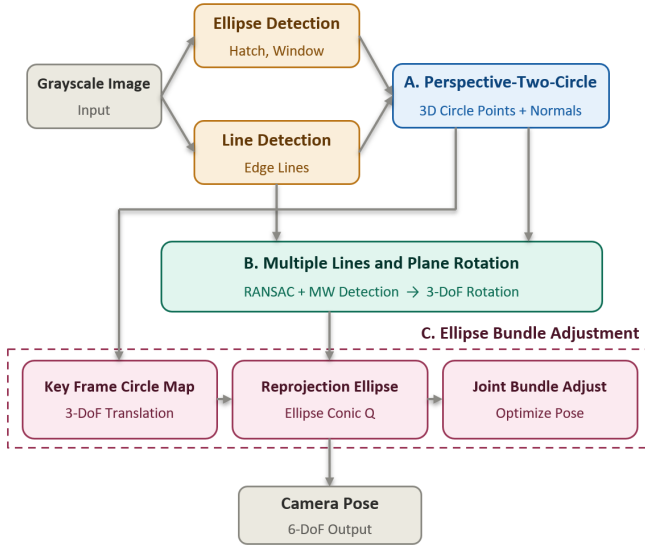 Ellipse Detection
Hatch, Window
Grayscale Image
Input
A. Perspective-Two-Circle
3D Circle Points + Normals
Line Detection
Edge Lines
B. Multiple Lines and Plane Rotation
RANSAC + MW Detection → 3-DoF Rotation
C. Ellipse Bundle Adjustment
Key Frame Circle Map
3-DoF Translation
Reprojection Ellipse
Ellipse Conic Q
Joint Bundle Adjust
Optimize Pose
Camera Pose
6-DoF Output